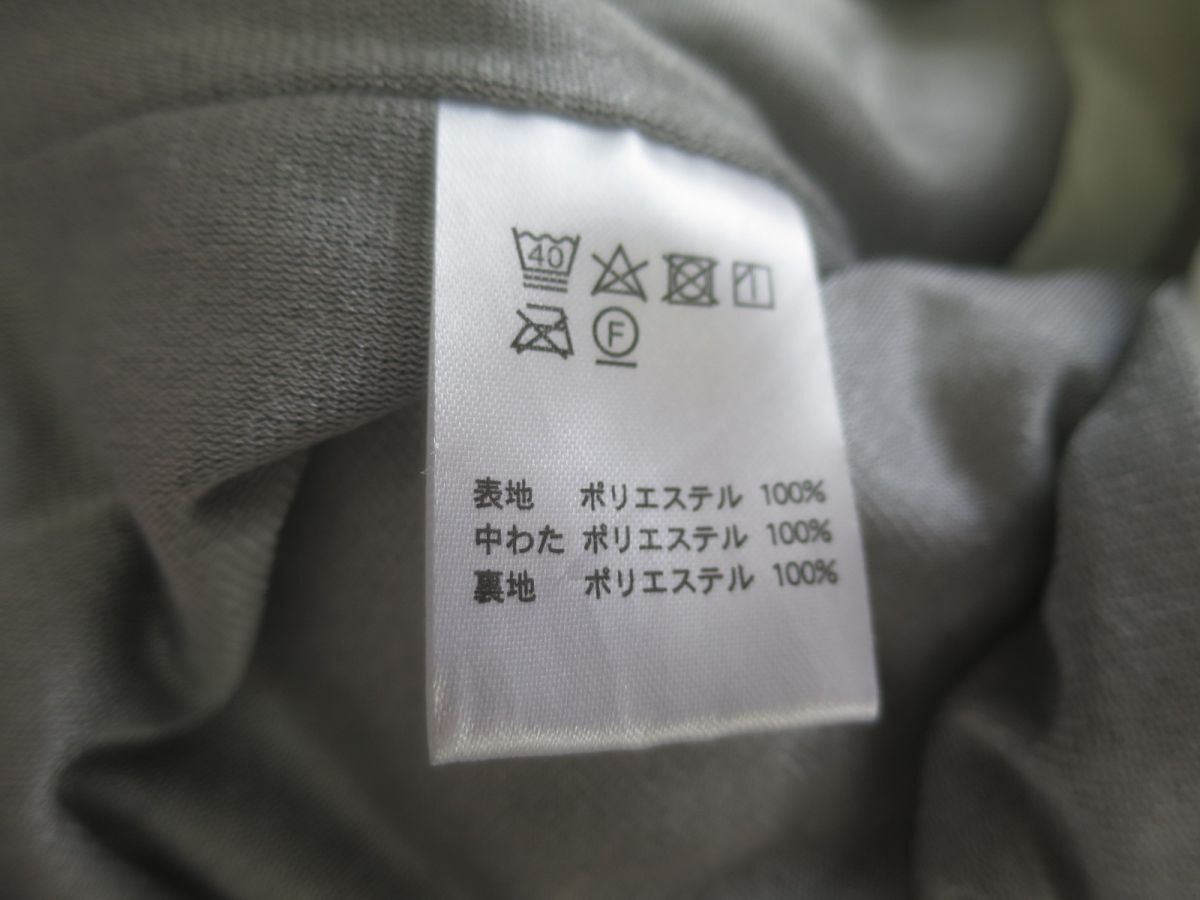 40
F
表地 ポリエステル 100%
中わた ポリエステル 100%
裏地 ポリエステル 100%